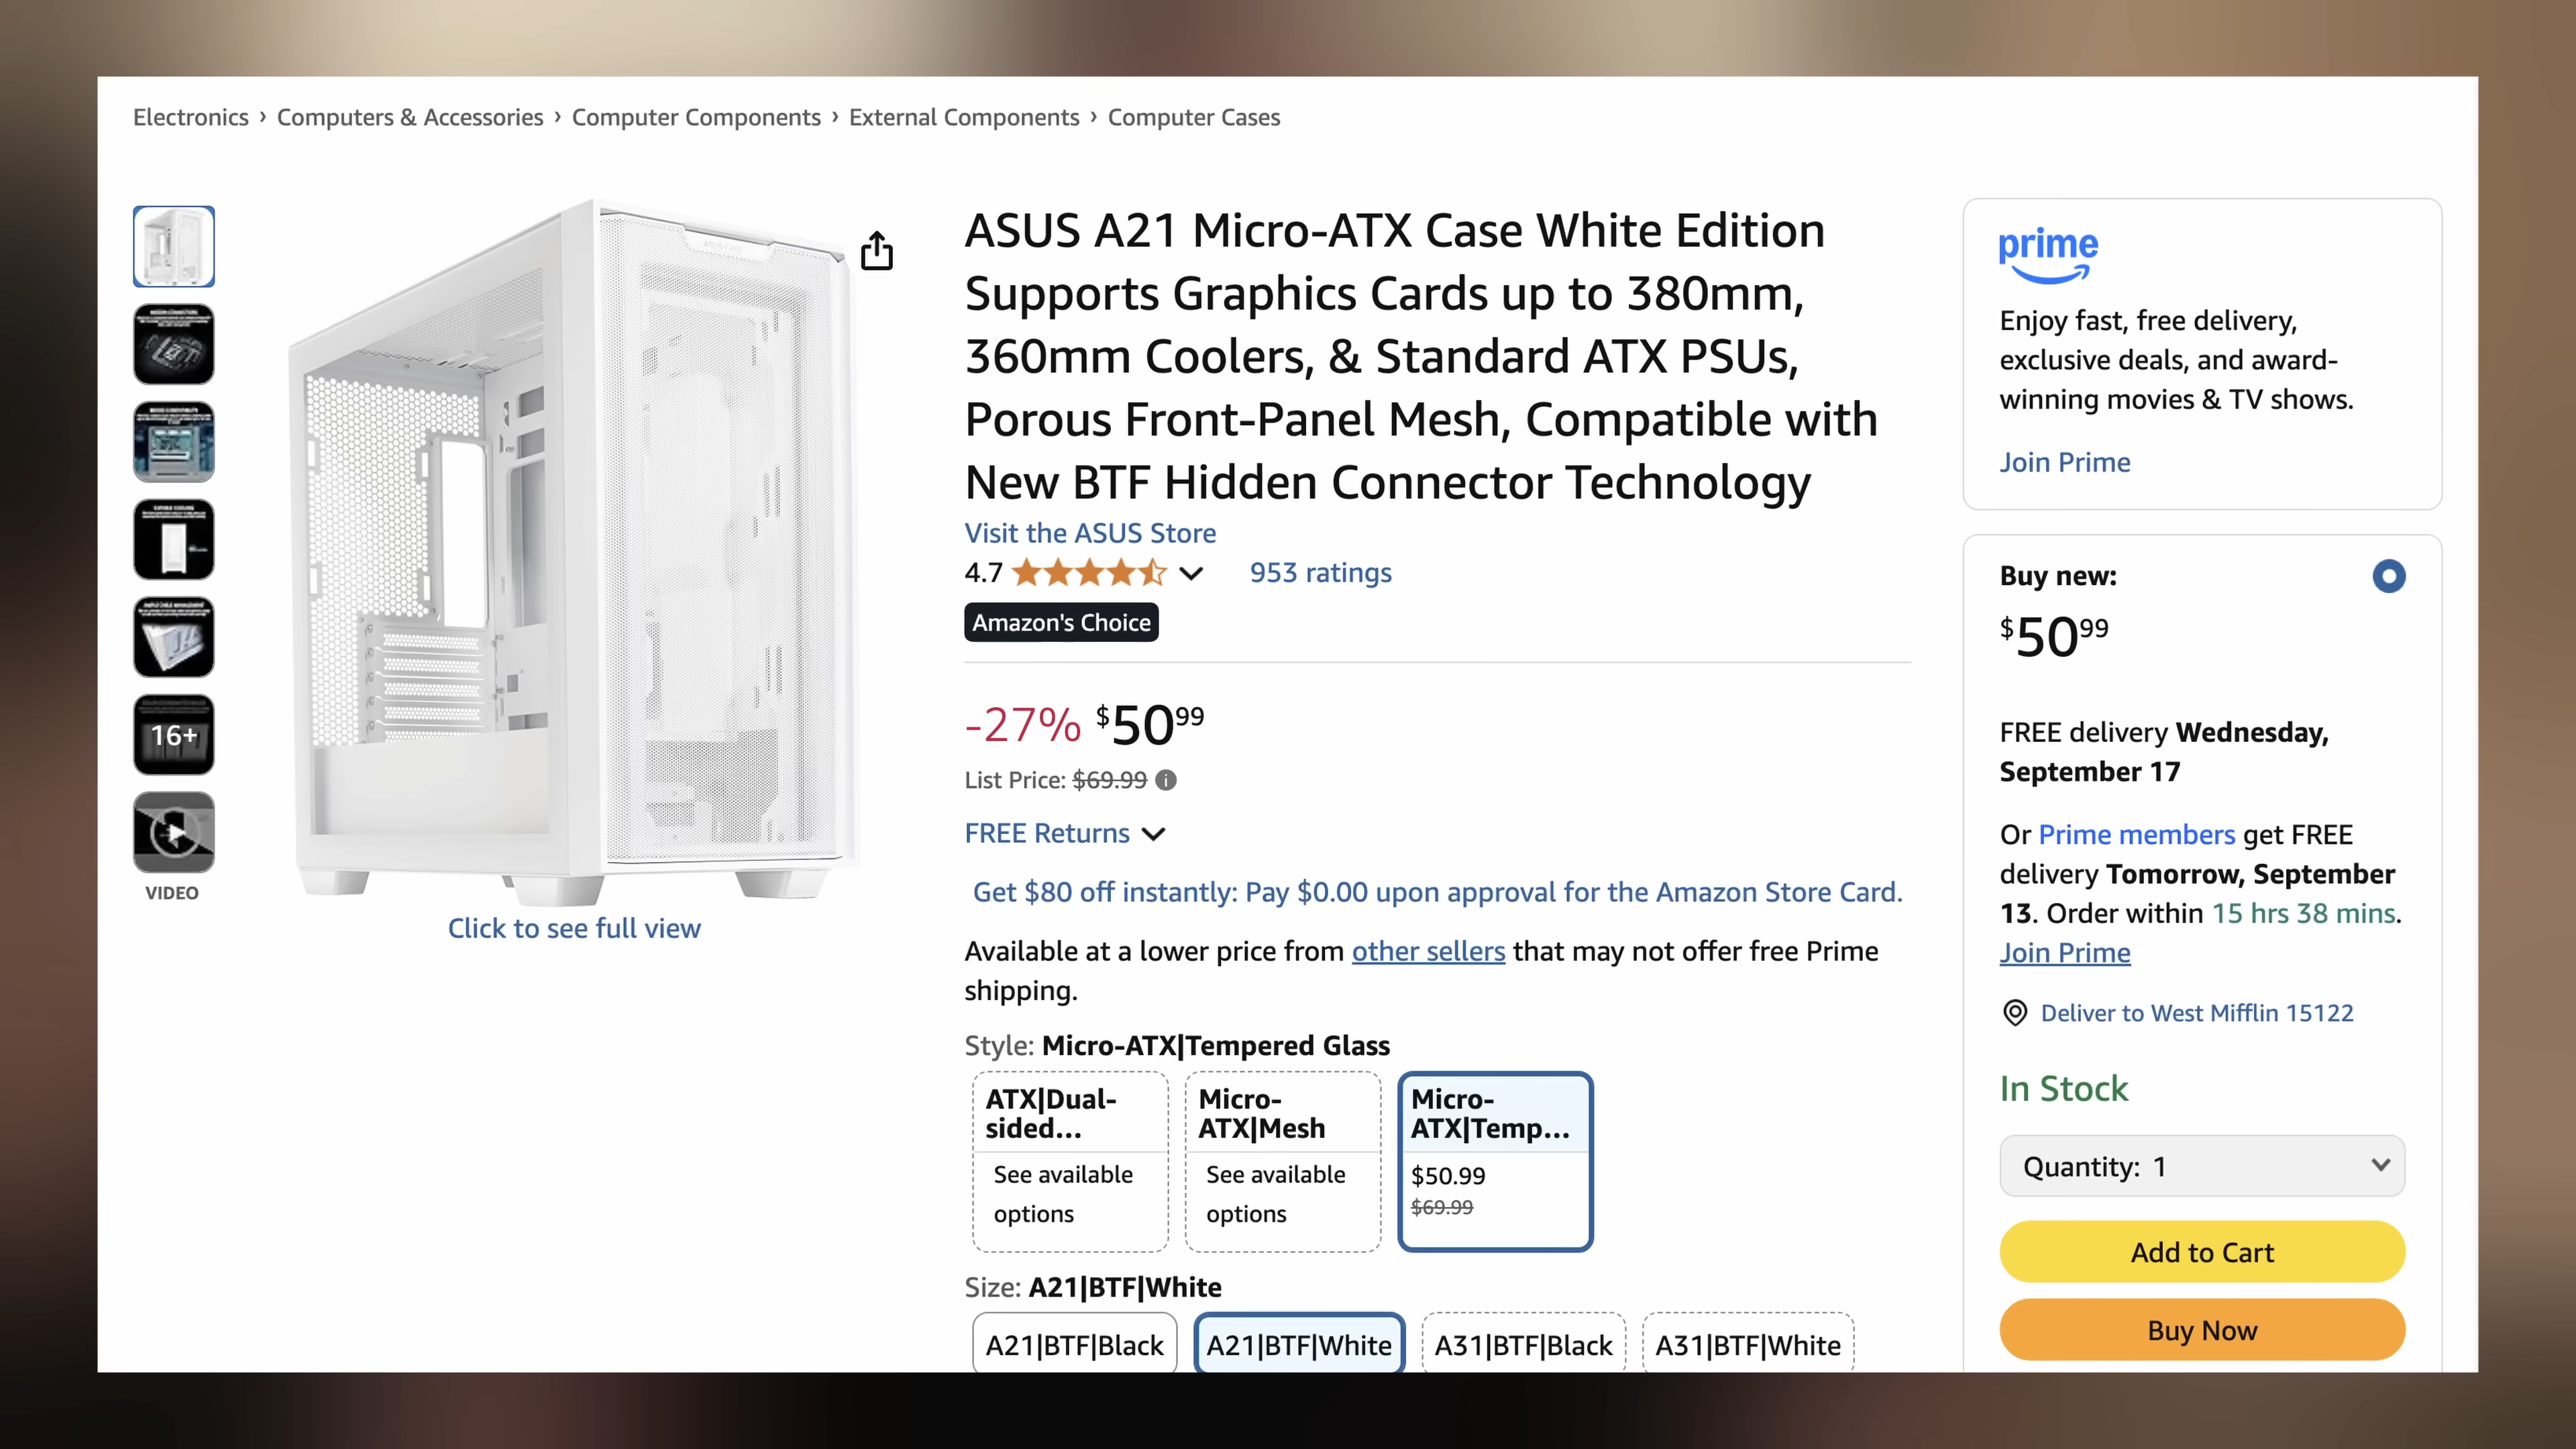 Electronics › Computers & Accessories › Computer Components › External Components › Computer Cases
16+
VIDEO
Click to see full view
ASUS A21 Micro-ATX Case White Edition
Supports Graphics Cards up to 380mm,
360mm Coolers, & Standard ATX PSUs,
Porous Front-Panel Mesh, Compatible with
New BTF Hidden Connector Technology
Visit the ASUS Store
4.7
953 ratings
Amazon's Choice
-27% $50.99
List Price: $69.99
FREE Returns
Get $80 off instantly: Pay $0.00 upon approval for the Amazon Store Card.
Available at a lower price from other sellers that may not offer free Prime
shipping.
Style: Micro-ATX|Tempered Glass
ATX|Dual-
sided...
See available
options
Micro-
ATX|Mesh
See available
options
Micro-
ATX|Temp...
$50.99
$69.99
Size: A21|BTF|White
A21|BTF|Black
A21|BTF|White
A31|BTF|Black
A31|BTF|White
prime
Enjoy fast, free delivery,
exclusive deals, and award-
winning movies & TV shows.
Join Prime
Buy new:
$50.99
FREE delivery Wednesday,
September 17
Or Prime members get FREE
delivery Tomorrow, September
13. Order within 15 hrs 38 mins.
Join Prime
Deliver to West Mifflin 15122
In Stock
Quantity: 1
Add to Cart
Buy Now